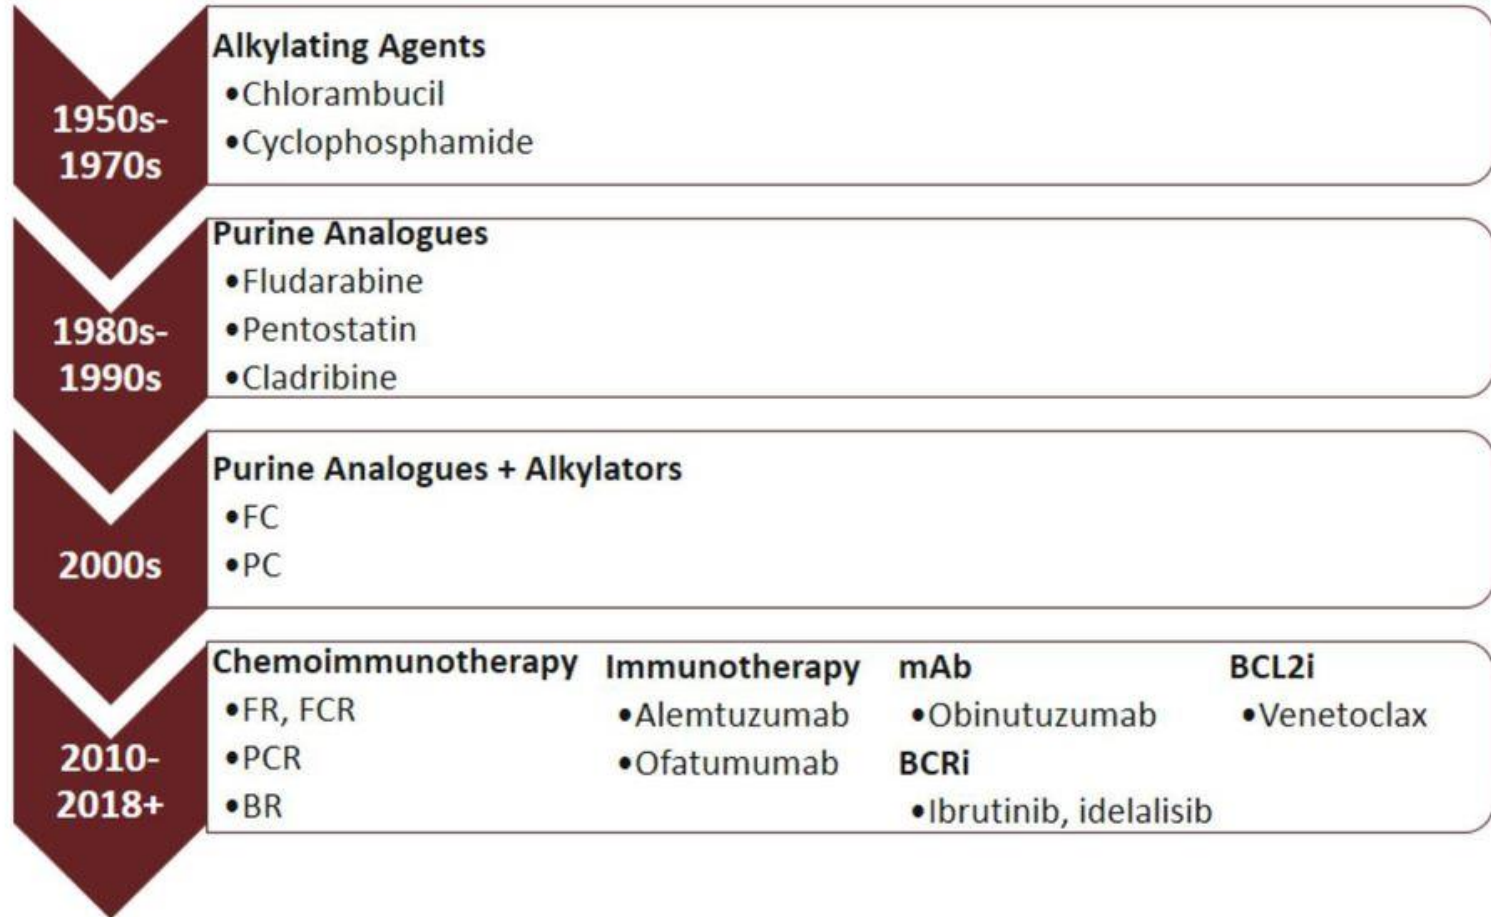 1950s-
1970s
Alkylating Agents
•Chlorambucil
•Cyclophosphamide
1980s-
1990s
Purine Analogues
•Fludarabine
•Pentostatin
•Cladribine
2000s
Purine Analogues + Alkylators
•FC
•PC
2010-
2018+
Chemoimmunotherapy
•FR, FCR
•PCR
•BR
Immunotherapy
•Alemtuzumab
•Ofatumumab
mAb
•Obinutuzumab
BCRi
•Ibrutinib, idelalisib
BCL2i
•Venetoclax